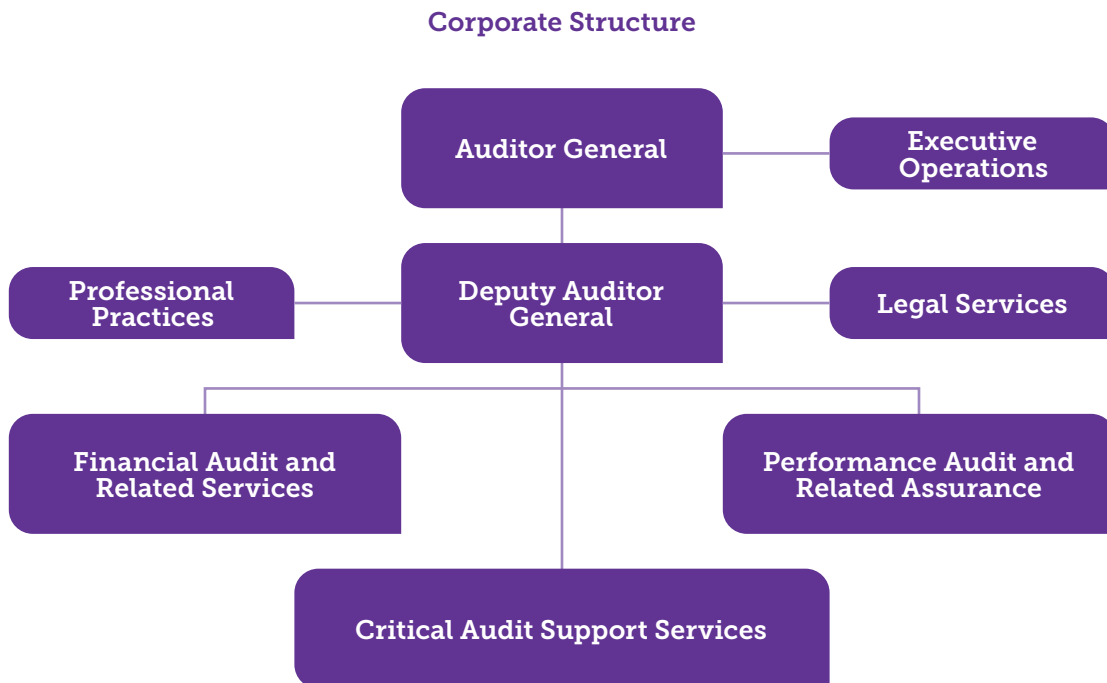 Corporate Structure
Auditor General
Executive
Operations
Professional
Practices
Deputy Auditor
General
Legal Services
Financial Audit and
Related Services
Performance Audit and
Related Assurance
Critical Audit Support Services